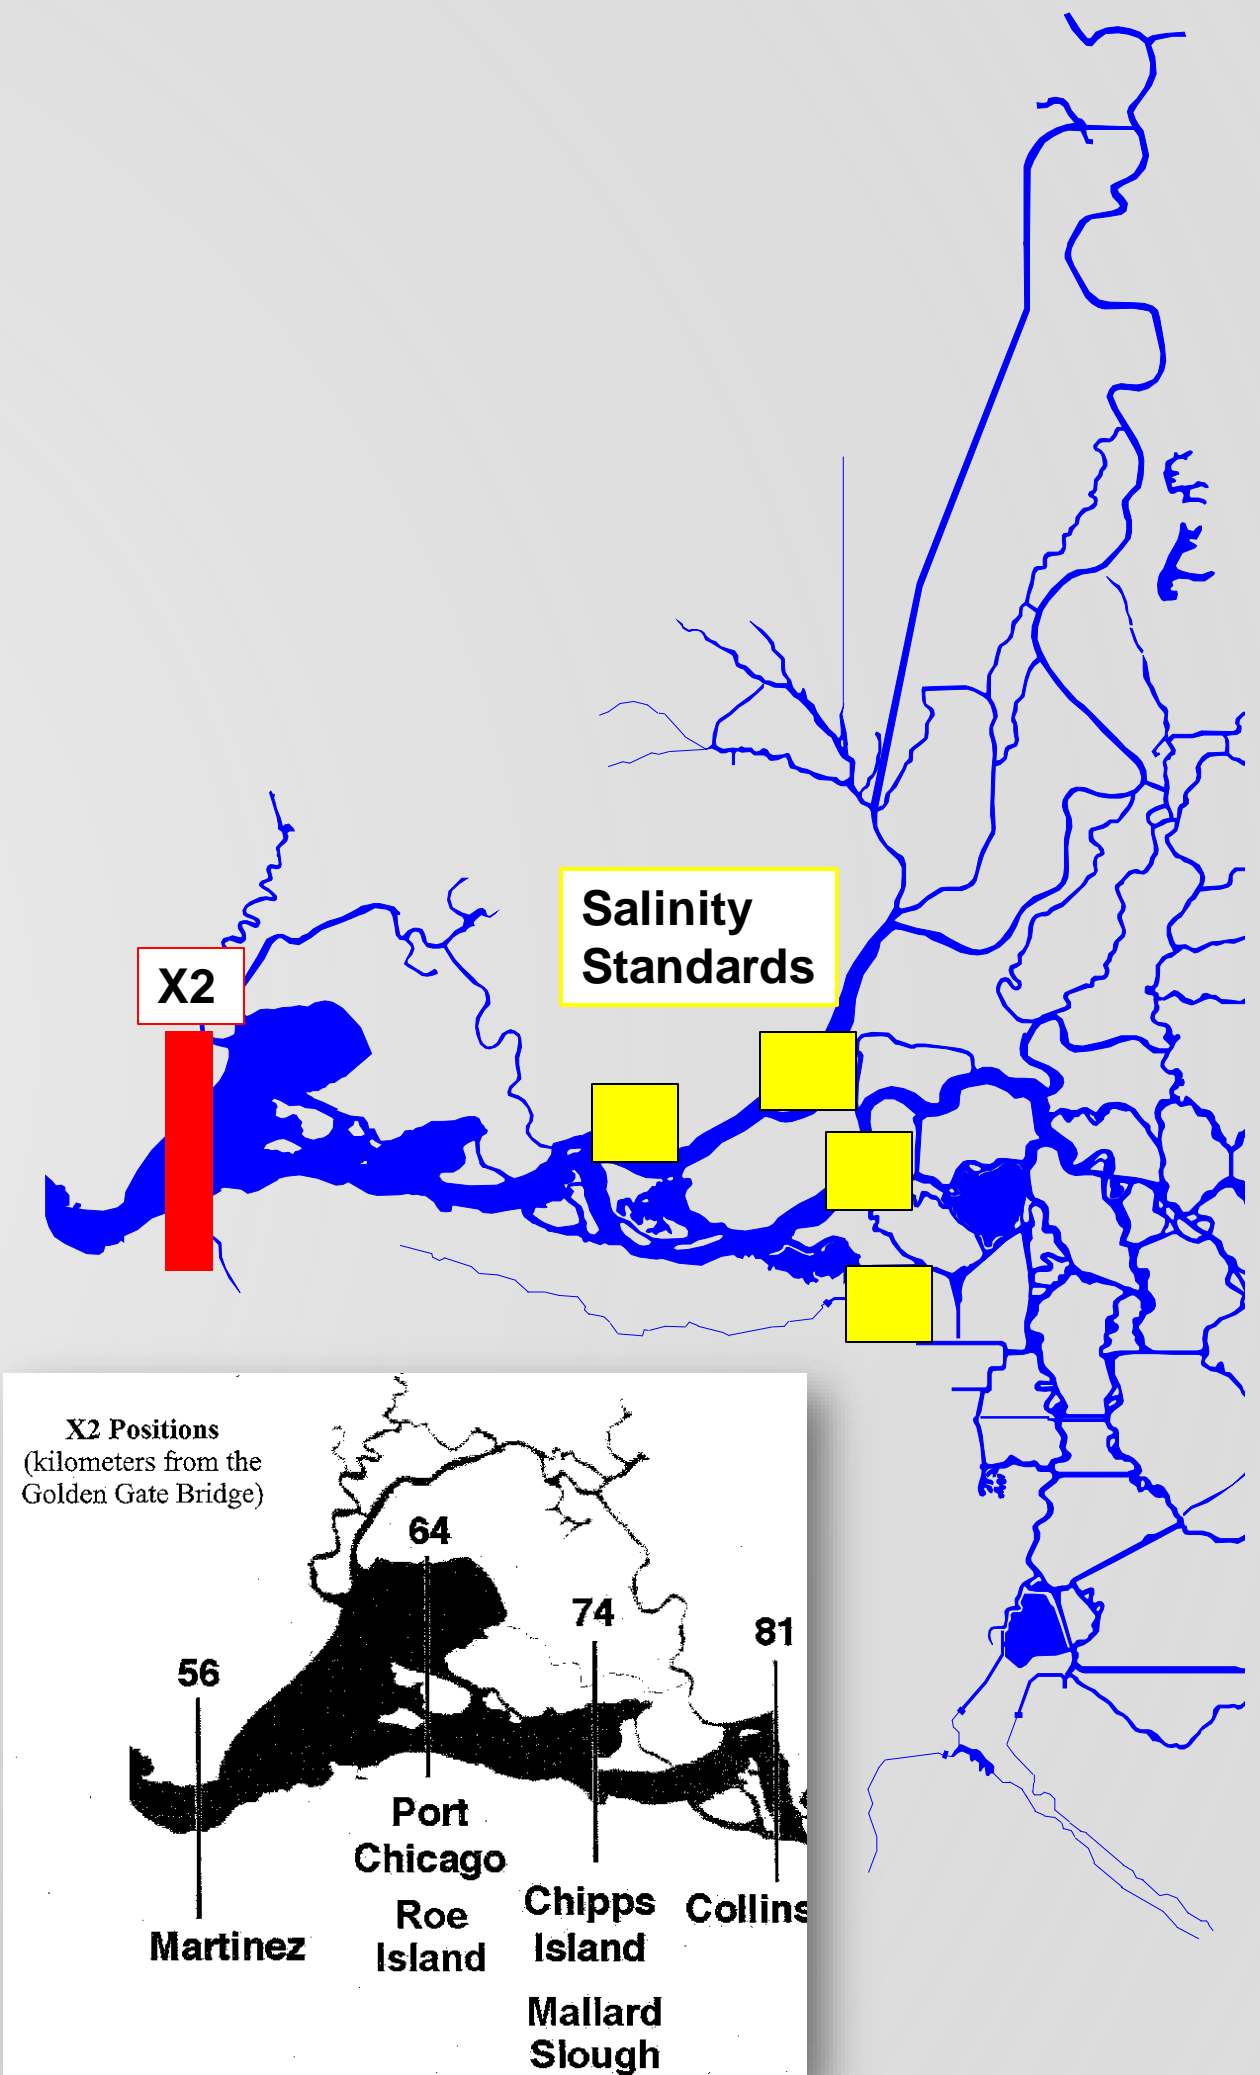 Salinity
Standards
X2
X2 Positions
(kilometers from the
Golden Gate Bridge)
64
74
81
56
Port
Chicago
Roe
Island
Chipps
Island
Collins
Martinez
Mallard
Slough